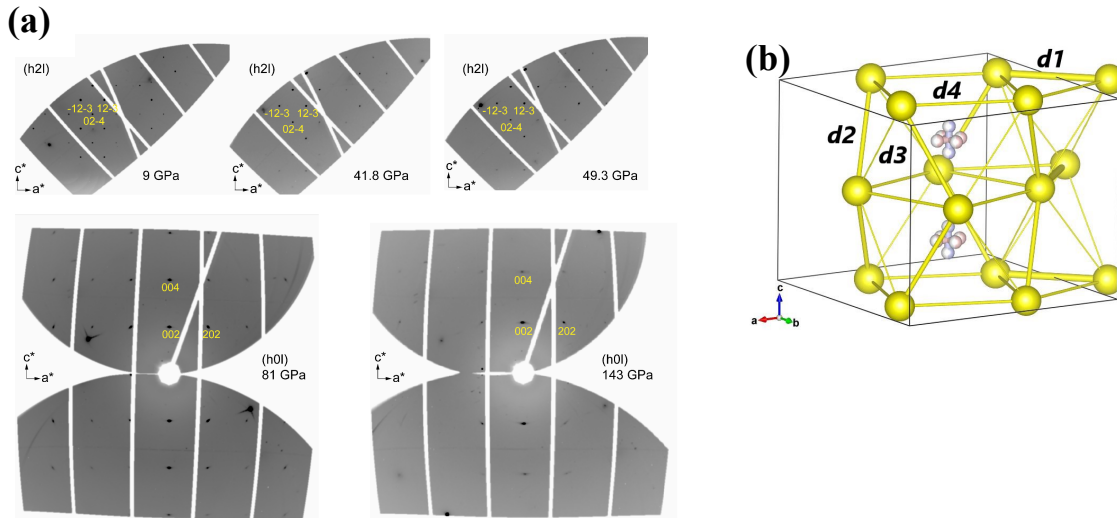 (a)
(h2l)
-12-3 12-3
02-4
c*
a*
9 GPa
(h2l)
-12-3 12-3
02-4
c*
a*
41.8 GPa
(h2l)
-12-3 12-3
02-4
c*
a*
49.3 GPa
004
002 202
(h0l)
81 GPa
c*
a*
004
002 202
(h0l)
143 GPa
c*
a*
(b)
d1
d4
d2
d3
c
a
b